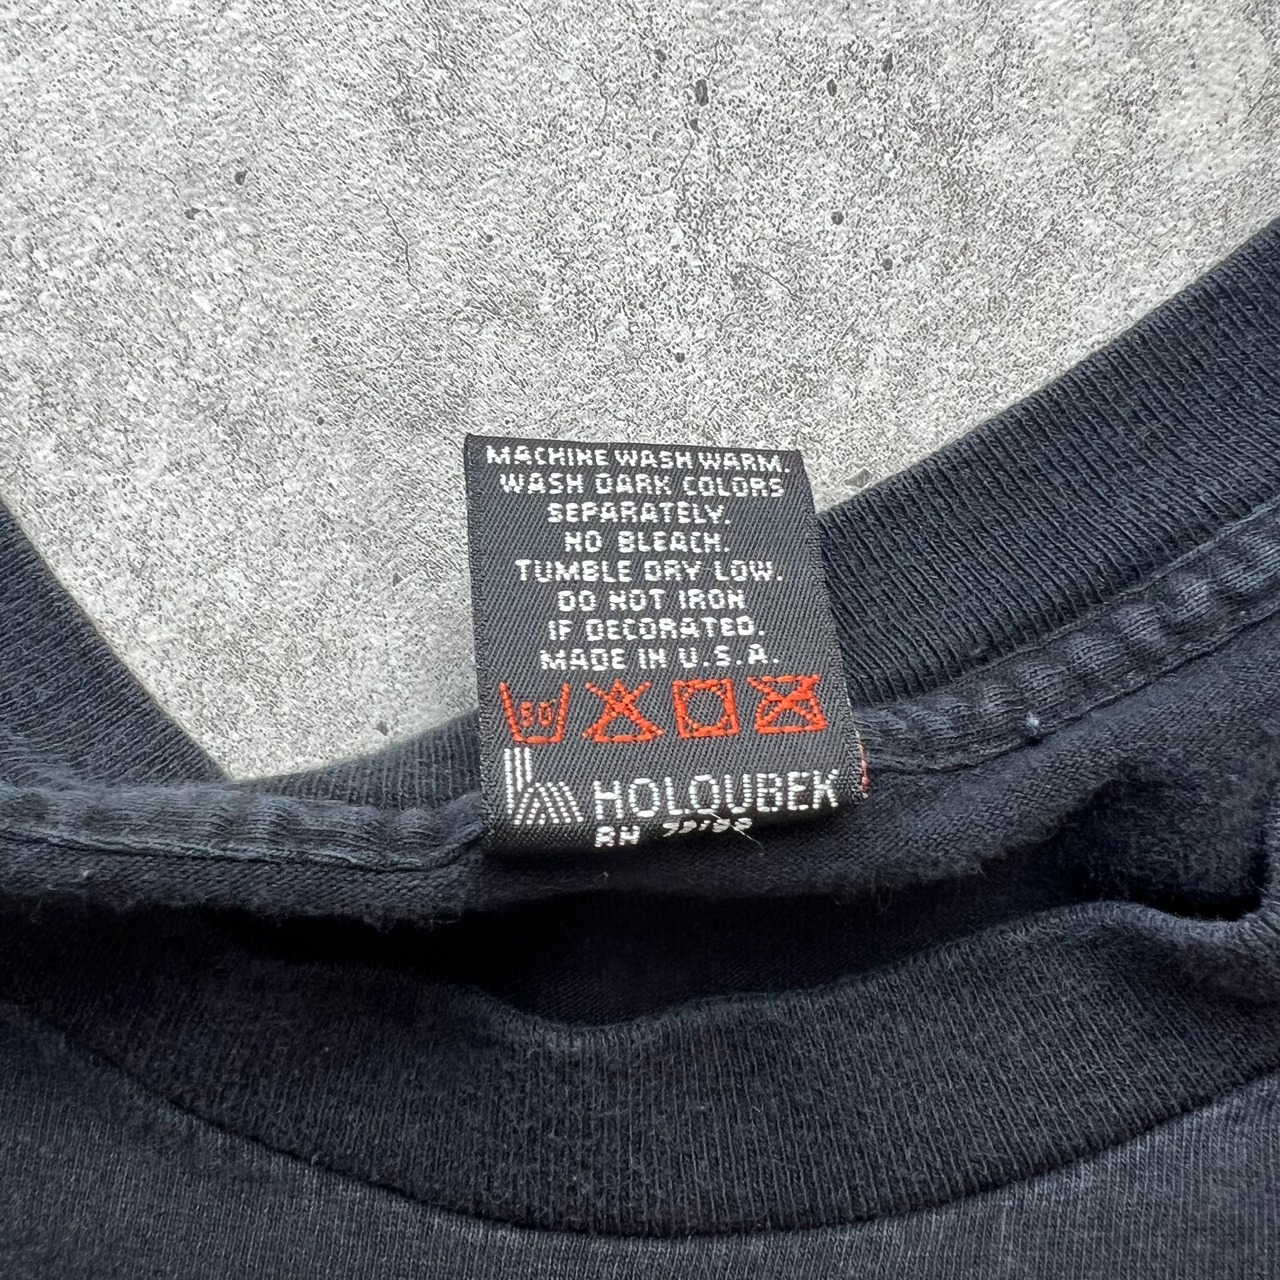 MACHINE WASH WARM.
WASH DARK COLORS
SEPARATELY.
NO BLEACH.
TUMBLE DRY LOW.
DO NOT IRON
IF DECORATED.
MADE IN U.S.A.
HOLOUBEK
RN